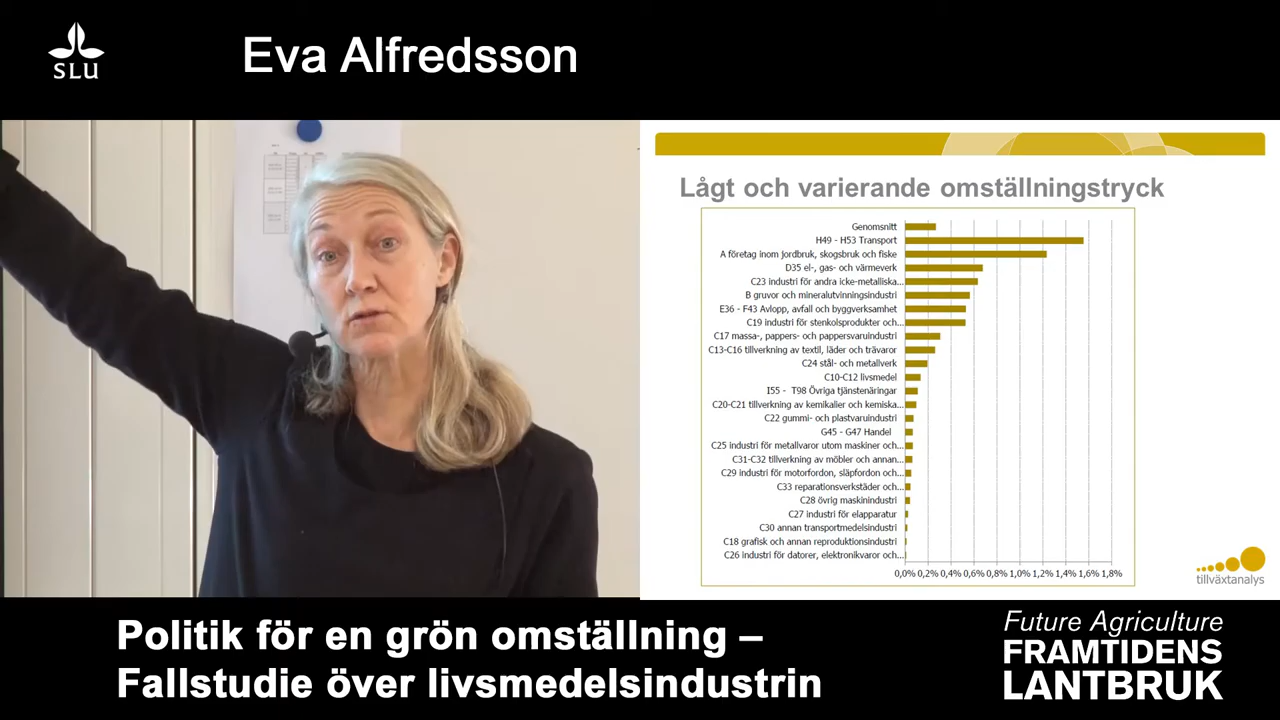 SLU
Eva Alfredsson
Lågt och varierande omställningstryck
Genomsnitt
H49 - H53 Transport
A företag inom jordbruk, skogsbruk och fiske
D35 el-, gas- och värmeverk
C23 industri för andra icke-metalliska...
B gruvor och mineralutvinningsindustri
E36 - F43 Avlopp, avfall och byggverksamhet
C19 industri för stenkolsprodukter och...
C17 massa-, pappers- och pappersvaruindustri
C13-C16 tillverkning av textil, läder och trävaror
C24 stål- och metallverk
C10-C12 livsmedel
I55 - T98 Övriga tjänstenäringar
C20-C21 tillverkning av kemikalier och kemiska...
C22 gummi- och plastvaruindustri
G45 - G47 Handel
C25 industri för metallvaror utom maskiner och...
C31-C32 tillverkning av möbler och annan...
C29 industri för motorfordon, släpfordon och...
C33 reparationsverkstäder och...
C28 övrig maskinindustri
C27 industri för elapparatur
C30 annan transportmedelsindustri
C18 grafisk och annan reproduktionsindustri
C26 industri för datorer, elektronikvaror och...
0,0% 0,2% 0,4% 0,6% 0,8% 1,0% 1,2% 1,4% 1,6% 1,8%
tillväxtanalys
Politik för en grön omställning –
Fallstudie över livsmedelsindustrin
Future Agriculture
FRAMTIDENS
LANTBRUK